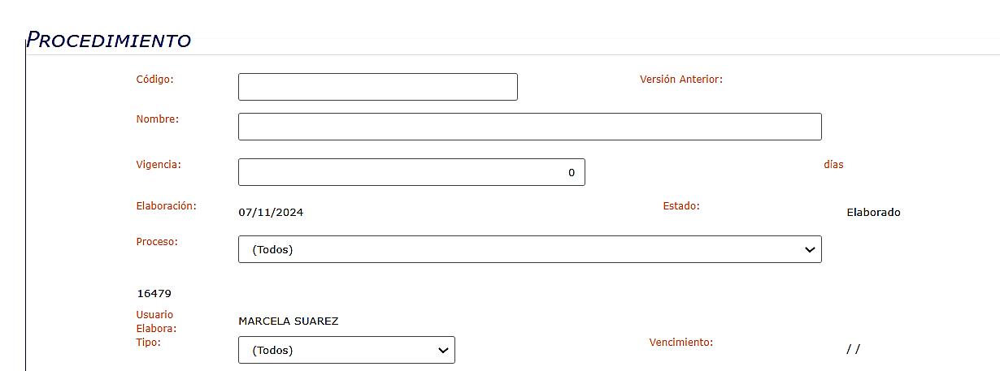 PROCEDIMIENTO
Código:
Versión Anterior:
Nombre:
Vigencia:
0
días
Elaboración:
07/11/2024
Estado:
Elaborado
Proceso:
(Todos)
16479
Usuario
Elabora:
MARCELA SUAREZ
Tipo:
(Todos)
Vencimiento:
/ /